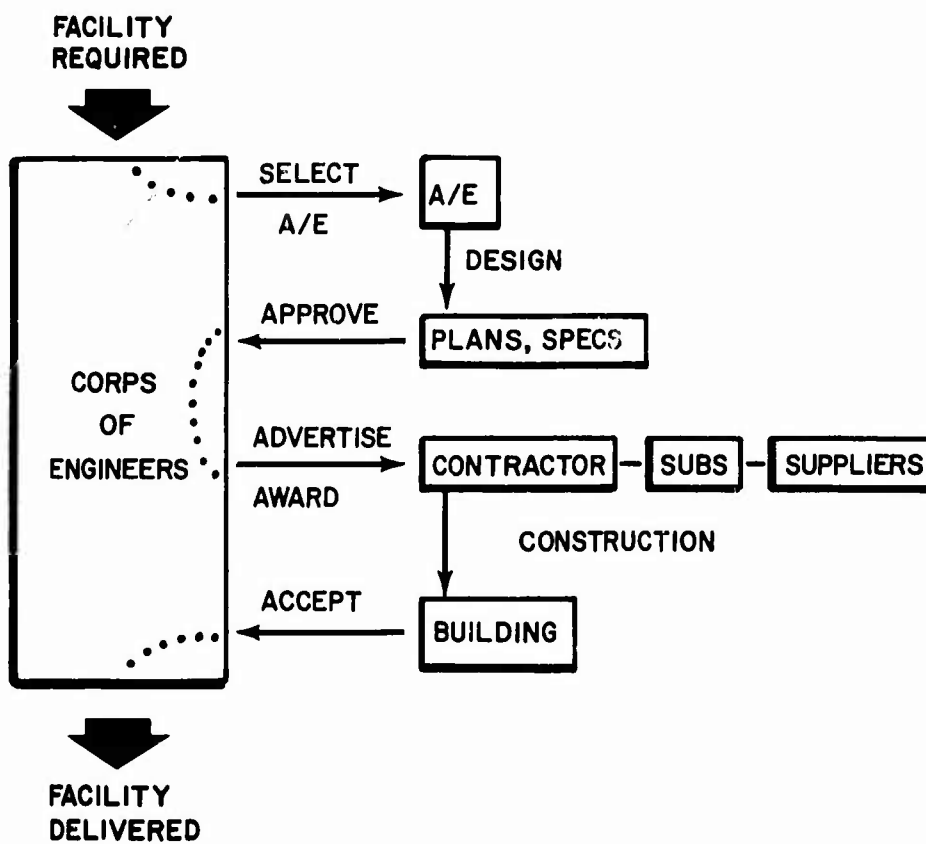 FACILITY
REQUIRED
SELECT
A/E
A/E
DESIGN
APPROVE
PLANS, SPECS
CORPS
OF
ENGINEERS
ADVERTISE
AWARD
CONTRACTOR
SUBS
SUPPLIERS
CONSTRUCTION
ACCEPT
BUILDING
FACILITY
DELIVERED